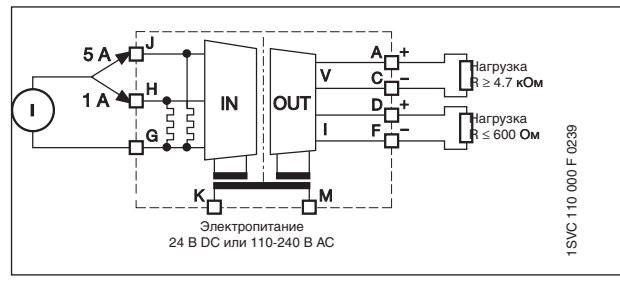 J
5 A
H
1 A
I
G
IN
OUT
V
I
A +
C −
D +
F −
Нагрузка
R ≥ 4.7 кОм
Нагрузка
R ≤ 600 Ом
K
M
Электропитание
24 В DC или 110-240 В AC
1SVC 110 000 F 0239